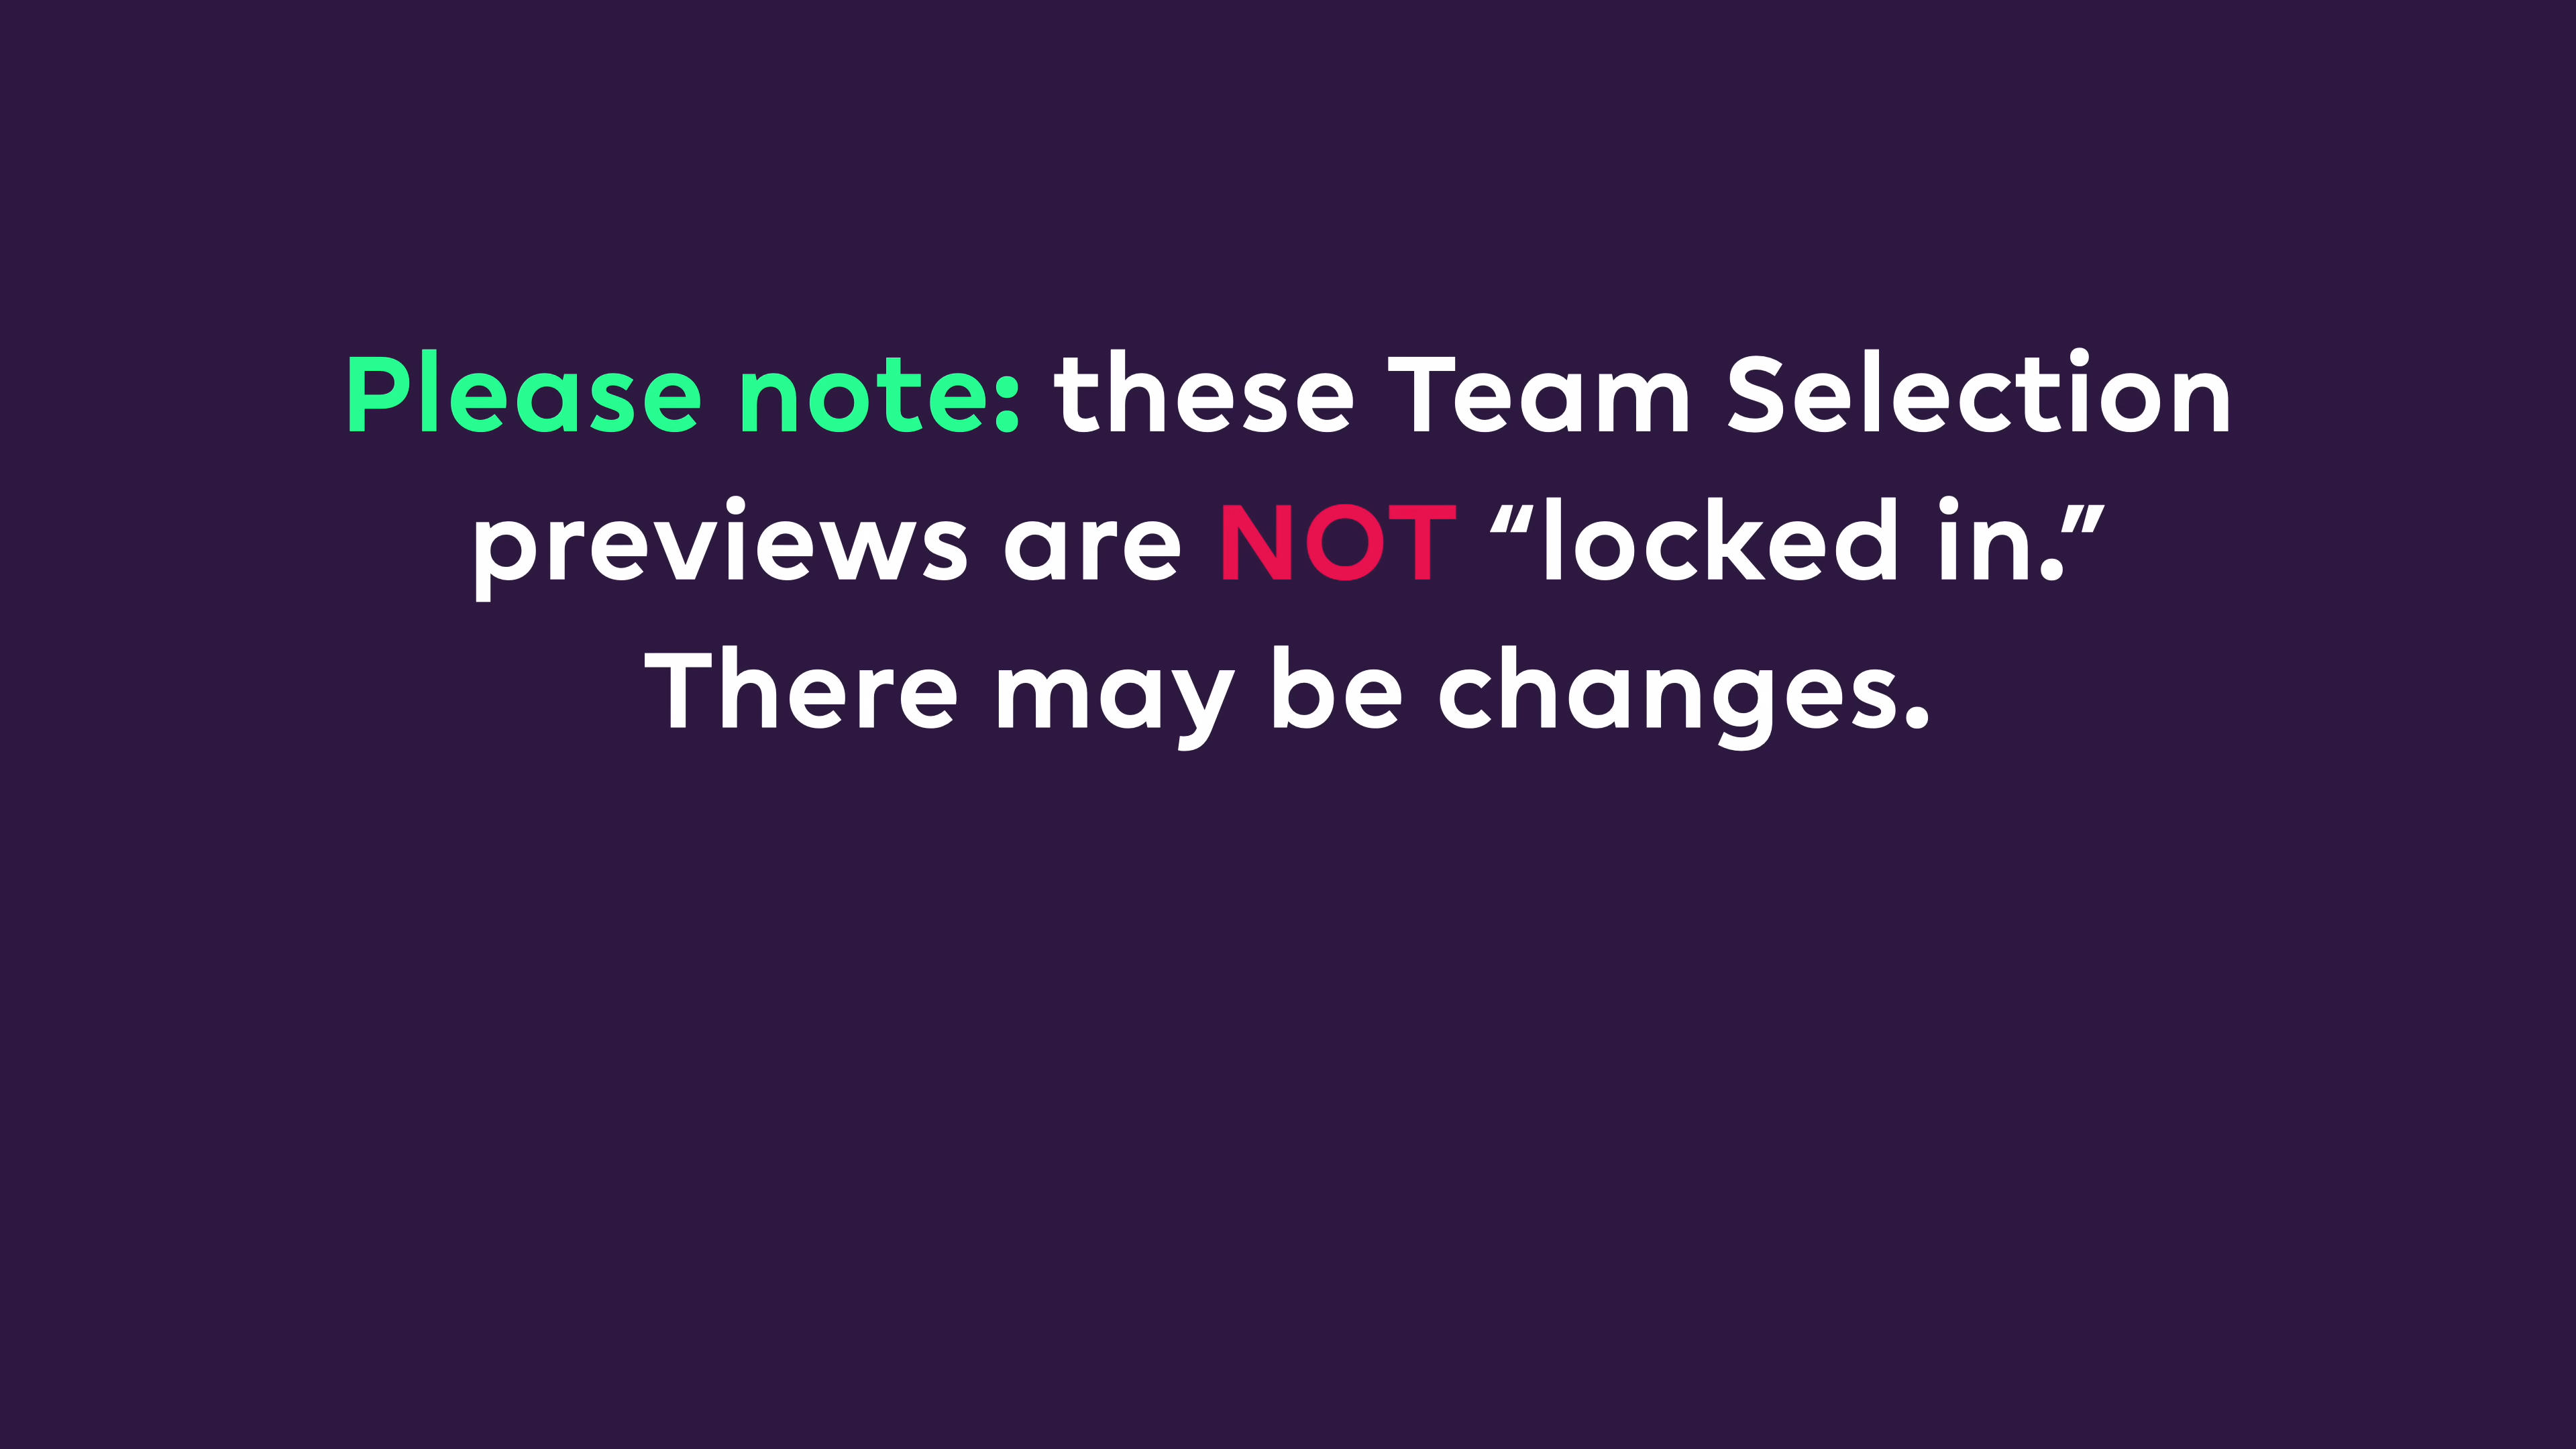 Please note: these Team Selection
previews are NOT “locked in.”
There may be changes.